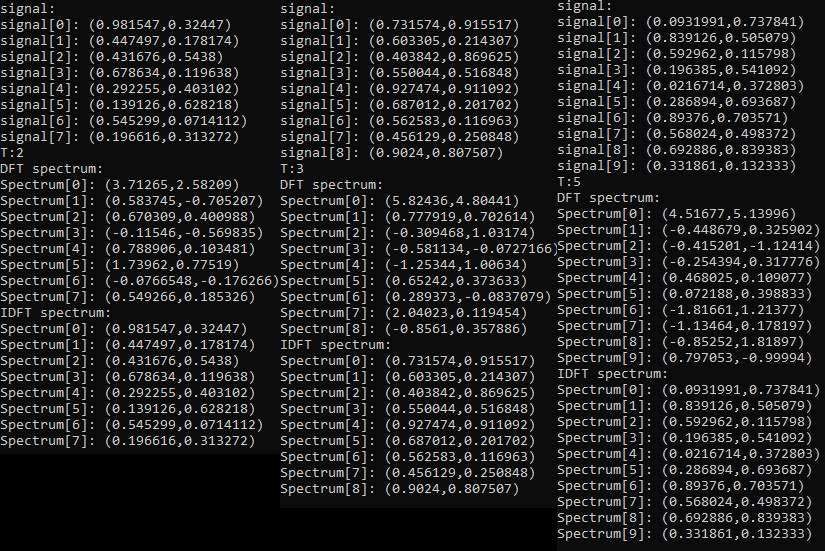 signal:
signal[0]: (0.981547,0.32447)
signal[1]: (0.447497,0.178174)
signal[2]: (0.431676,0.5438)
signal[3]: (0.678634,0.119638)
signal[4]: (0.292255,0.403102)
signal[5]: (0.139126,0.628218)
signal[6]: (0.545299,0.0714112)
signal[7]: (0.196616,0.313272)
T:2
DFT spectrum:
Spectrum[0]: (3.71265,2.58209)
Spectrum[1]: (0.583745,-0.705207)
Spectrum[2]: (0.670309,0.400988)
Spectrum[3]: (-0.11546,-0.569835)
Spectrum[4]: (0.788906,0.103481)
Spectrum[5]: (1.73962,0.77519)
Spectrum[6]: (-0.0766548,-0.176266)
Spectrum[7]: (0.549266,0.185326)
IDFT spectrum:
Spectrum[0]: (0.981547,0.32447)
Spectrum[1]: (0.447497,0.178174)
Spectrum[2]: (0.431676,0.5438)
Spectrum[3]: (0.678634,0.119638)
Spectrum[4]: (0.292255,0.403102)
Spectrum[5]: (0.139126,0.628218)
Spectrum[6]: (0.545299,0.0714112)
Spectrum[7]: (0.196616,0.313272)
signal:
signal[0]: (0.731574,0.915517)
signal[1]: (0.603305,0.214307)
signal[2]: (0.403842,0.869625)
signal[3]: (0.550044,0.516848)
signal[4]: (0.927474,0.911092)
signal[5]: (0.687012,0.201702)
signal[6]: (0.562583,0.116963)
signal[7]: (0.456129,0.250848)
signal[8]: (0.9024,0.807507)
T:3
DFT spectrum:
Spectrum[0]: (5.82436,4.80441)
Spectrum[1]: (0.777919,0.702614)
Spectrum[2]: (-0.309468,1.03174)
Spectrum[3]: (-0.581134,-0.0727166)
Spectrum[4]: (-1.25344,1.00634)
Spectrum[5]: (0.65242,0.373633)
Spectrum[6]: (0.289373,-0.0837079)
Spectrum[7]: (2.04023,0.119454)
Spectrum[8]: (-0.8561,0.357886)
IDFT spectrum:
Spectrum[0]: (0.731574,0.915517)
Spectrum[1]: (0.603305,0.214307)
Spectrum[2]: (0.403842,0.869625)
Spectrum[3]: (0.550044,0.516848)
Spectrum[4]: (0.927474,0.911092)
Spectrum[5]: (0.687012,0.201702)
Spectrum[6]: (0.562583,0.116963)
Spectrum[7]: (0.456129,0.250848)
Spectrum[8]: (0.9024,0.807507)
signal:
signal[0]: (0.0931991,0.737841)
signal[1]: (0.839126,0.505079)
signal[2]: (0.592962,0.115798)
signal[3]: (0.196385,0.541092)
signal[4]: (0.0216714,0.372803)
signal[5]: (0.286894,0.693687)
signal[6]: (0.89376,0.703571)
signal[7]: (0.568024,0.498372)
signal[8]: (0.692886,0.839383)
signal[9]: (0.331861,0.132333)
T:5
DFT spectrum:
Spectrum[0]: (4.51677,5.13996)
Spectrum[1]: (-0.448679,0.325902)
Spectrum[2]: (-0.415201,-1.12414)
Spectrum[3]: (-0.254394,0.317776)
Spectrum[4]: (0.468025,0.109077)
Spectrum[5]: (0.072188,0.398833)
Spectrum[6]: (-1.81661,1.21377)
Spectrum[7]: (-1.13464,0.178197)
Spectrum[8]: (-0.85252,1.81897)
Spectrum[9]: (0.797053,-0.99994)
IDFT spectrum:
Spectrum[0]: (0.0931991,0.737841)
Spectrum[1]: (0.839126,0.505079)
Spectrum[2]: (0.592962,0.115798)
Spectrum[3]: (0.196385,0.541092)
Spectrum[4]: (0.0216714,0.372803)
Spectrum[5]: (0.286894,0.693687)
Spectrum[6]: (0.89376,0.703571)
Spectrum[7]: (0.568024,0.498372)
Spectrum[8]: (0.692886,0.839383)
Spectrum[9]: (0.331861,0.132333)